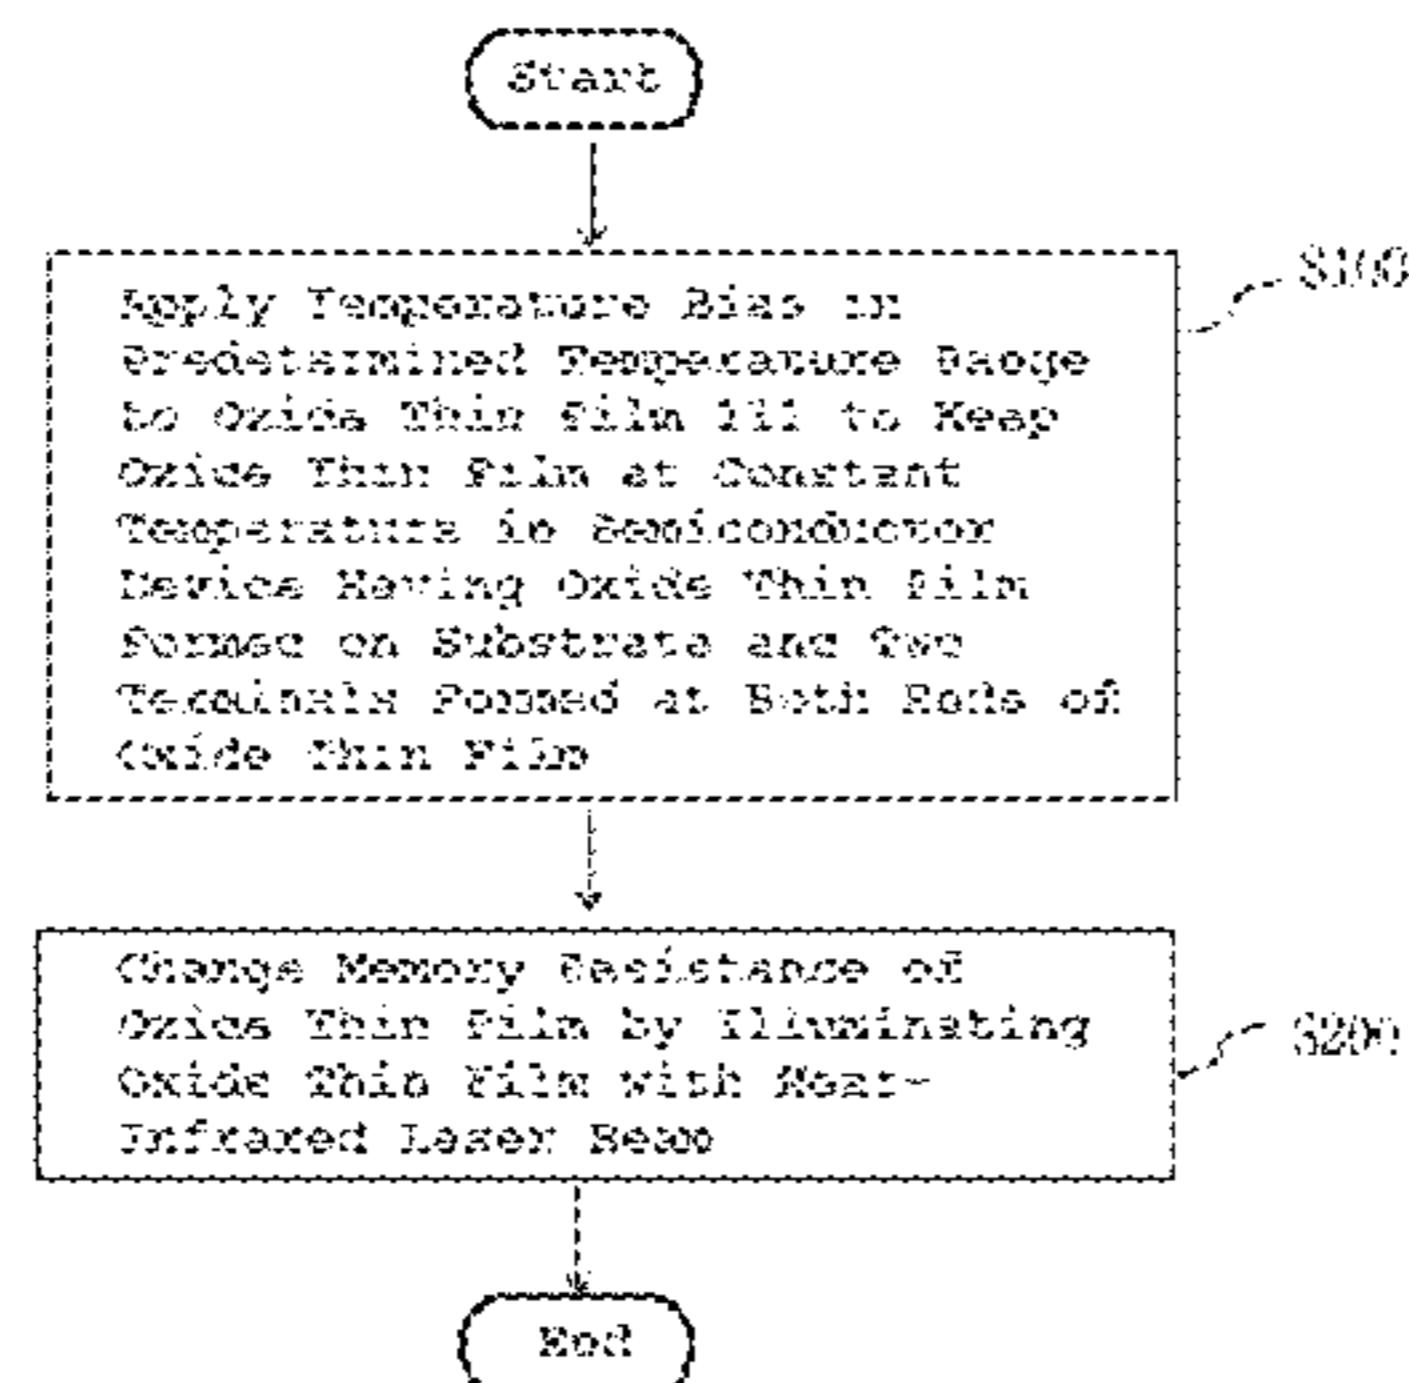 Start
Apply Temperature Bias in
Predetermined Temperature Range
to Oxide Thin Film 111 to Keep
Oxide Thin Film at Constant
Temperature in Semiconductor
Device Having Oxide Thin Film
Formed on Substrate and Two
Terminals Formed at Both Ends of
Oxide Thin Film
S100
Change Memory Resistance of
Oxide Thin Film by Illuminating
Oxide Thin Film with Near-
Infrared Laser Beam
S200
End